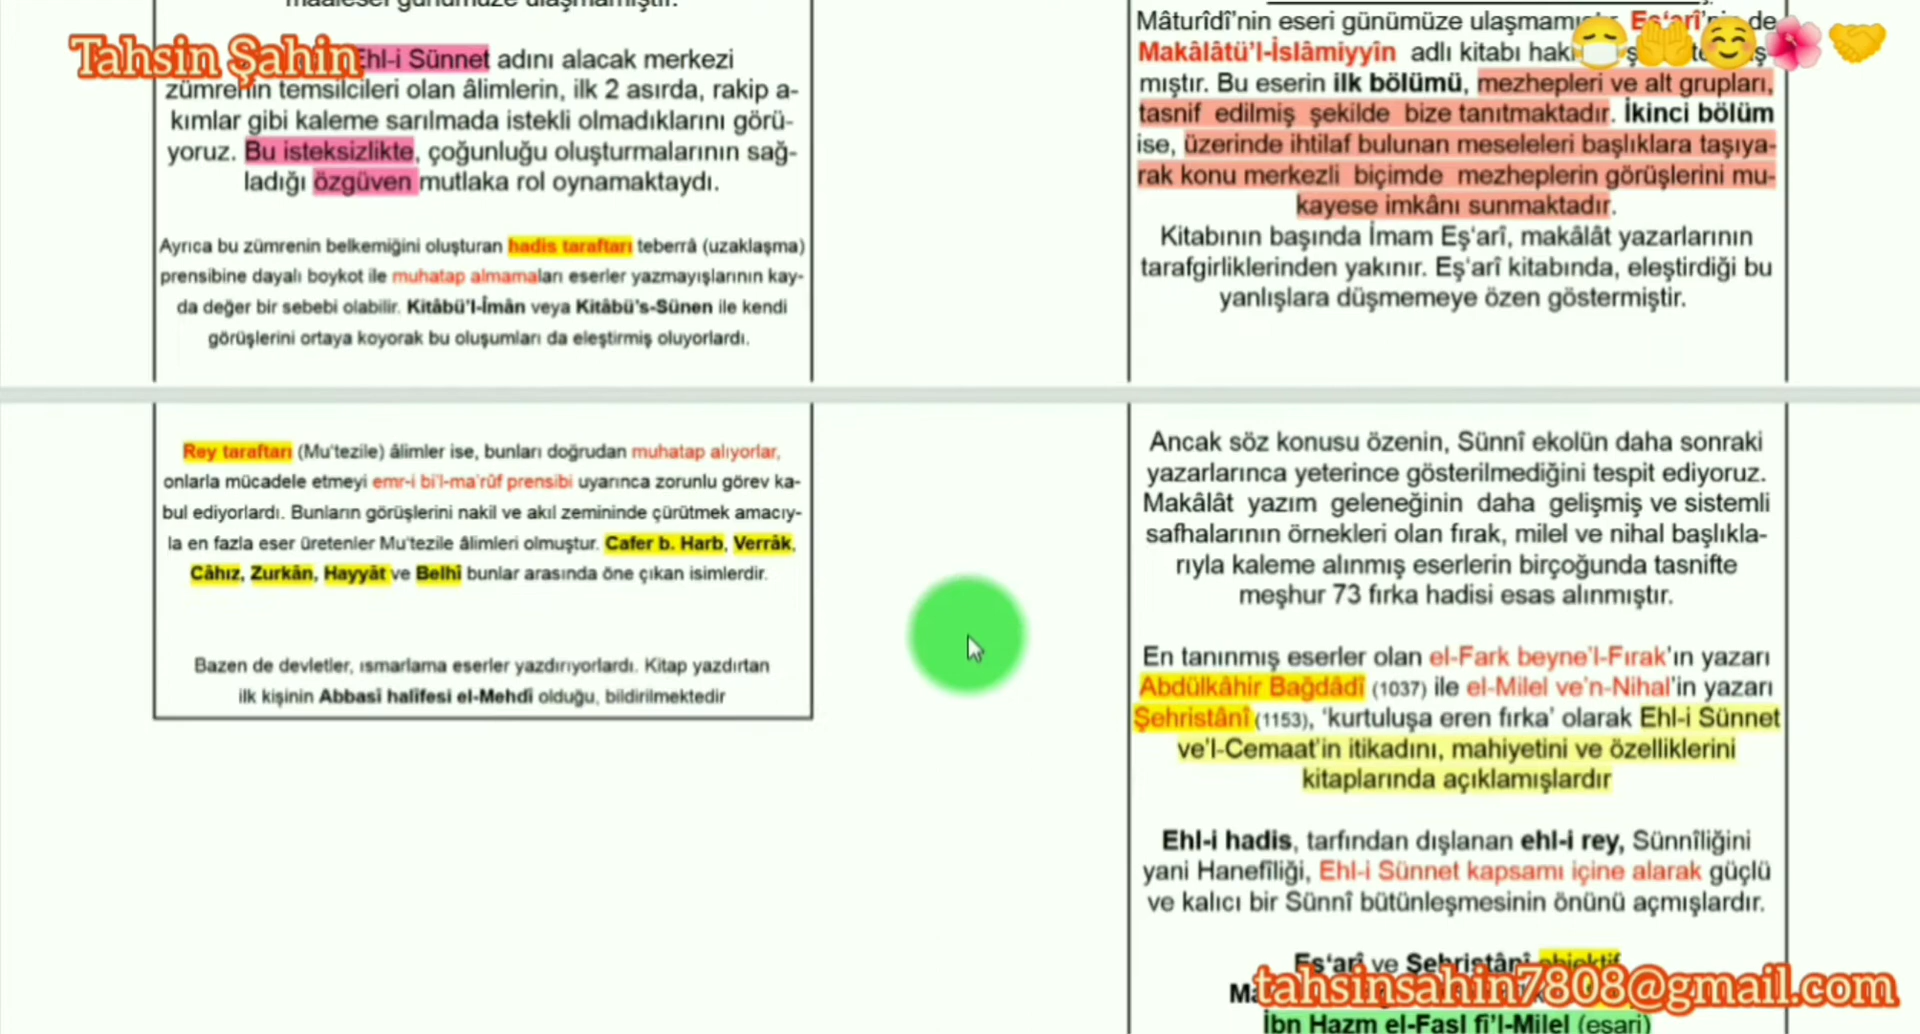 maalesef günümüze ulaşmamıştır.
Tahsin Şahin
Ehl-i Sünnet adını alacak merkezi
zümrenin temsilcileri olan âlimlerin, ilk 2 asırda, rakip a-
kımlar gibi kaleme sarılmada istekli olmadıklarını görü-
yoruz. Bu isteksizlikte, çoğunluğu oluşturmalarının sağ-
ladığı özgüven mutlaka rol oynamaktaydı.
Ayrıca bu zümrenin belkemiğini oluşturan hadis taraftarı teberrâ (uzaklaşma)
prensibine dayalı boykot ile muhatap almamaları eserler yazmayışlarının kay-
da değer bir sebebi olabilir. Kitâbü'l-Îmân veya Kitâbü's-Sünen ile kendi
görüşlerini ortaya koyorak bu oluşumları da eleştirmiş oluyorlardı.
Rey taraftarı (Mu'tezile) âlimler ise, bunları doğrudan muhatap alıyorlar,
onlarla mücadele etmeyi emr-i bi'l-ma'rûf prensibi uyarınca zorunlu görev ka-
bul ediyorlardı. Bunların görüşlerini nakil ve akıl zemininde çürütmek amacıy-
la en fazla eser üretenler Mu'tezile âlimleri olmuştur. Cafer b. Harb, Verrâk,
Câhız, Zurkân, Hayyât ve Belhî bunlar arasında öne çıkan isimlerdir.
Bazen de devletler, ısmarlama eserler yazdırıyorlardı. Kitap yazdırtan
ilk kişinin Abbasî halîfesi el-Mehdî olduğu, bildirilmektedir
Mâturîdî'nin eseri günümüze ulaşmamıştır. Eş'arî'nin de
Makâlâtü'l-İslâmiyyîn adlı kitabı
mıştır. Bu eserin ilk bölümü, mezhepleri ve alt grupları,
tasnif edilmiş şekilde bize tanıtmaktadır. İkinci bölüm
ise, üzerinde ihtilaf bulunan meseleleri başlıklara taşıya-
rak konu merkezli biçimde mezheplerin görüşlerini mu-
kayese imkânı sunmaktadır.
Kitabının başında İmam Eş'arî, makâlât yazarlarının
tarafgirliklerinden yakınır. Eş'arî kitabında, eleştirdiği bu
yanlışlara düşmemeye özen göstermiştir.
Ancak söz konusu özenin, Sünnî ekolün daha sonraki
yazarlarınca yeterince gösterilmediğini tespit ediyoruz.
Makâlât yazım geleneğinin daha gelişmiş ve sistemli
safhalarının örnekleri olan fırak, milel ve nihal başlıkla-
rıyla kaleme alınmış eserlerin birçoğunda tasnifte
meşhur 73 fırka hadisi esas alınmıştır.
En tanınmış eserler olan el-Fark beyne'l-Fırak'ın yazarı
Abdülkâhir Bağdâdî (1037) ile el-Milel ve'n-Nihal'in yazarı
Şehristânî (1153), 'kurtuluşa eren fırka' olarak Ehl-i Sünnet
ve'l-Cemaat'in itikadını, mahiyetini ve özelliklerini
kitaplarında açıklamışlardır
Ehl-i hadis, tarfından dışlanan ehl-i rey, Sünnîliğini
yani Hanefîliği, Ehl-i Sünnet kapsamı içine alarak güçlü
ve kalıcı bir Sünnî bütünleşmesinin önünü açmışlardır.
Eş'arî ve Şehristânî objektif
tahsinsahin7808@gmail.com
İbn Hazm el-Fasl fi'l-Milel (eşari)